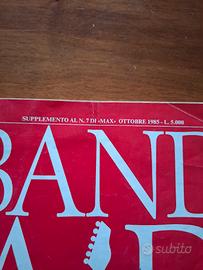 SUPPLEMENTO AL N. 7 DI «MAX» OTTOBRE 1985 - L. 5.000
BAND
subito